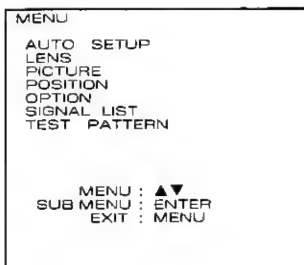 MENU
AUTO SETUP
LENS
PICTURE
POSITION
OPTION
SIGNAL LIST
TEST PATTERN
MENU : ▲▼
SUB MENU : ENTER
EXIT : MENU